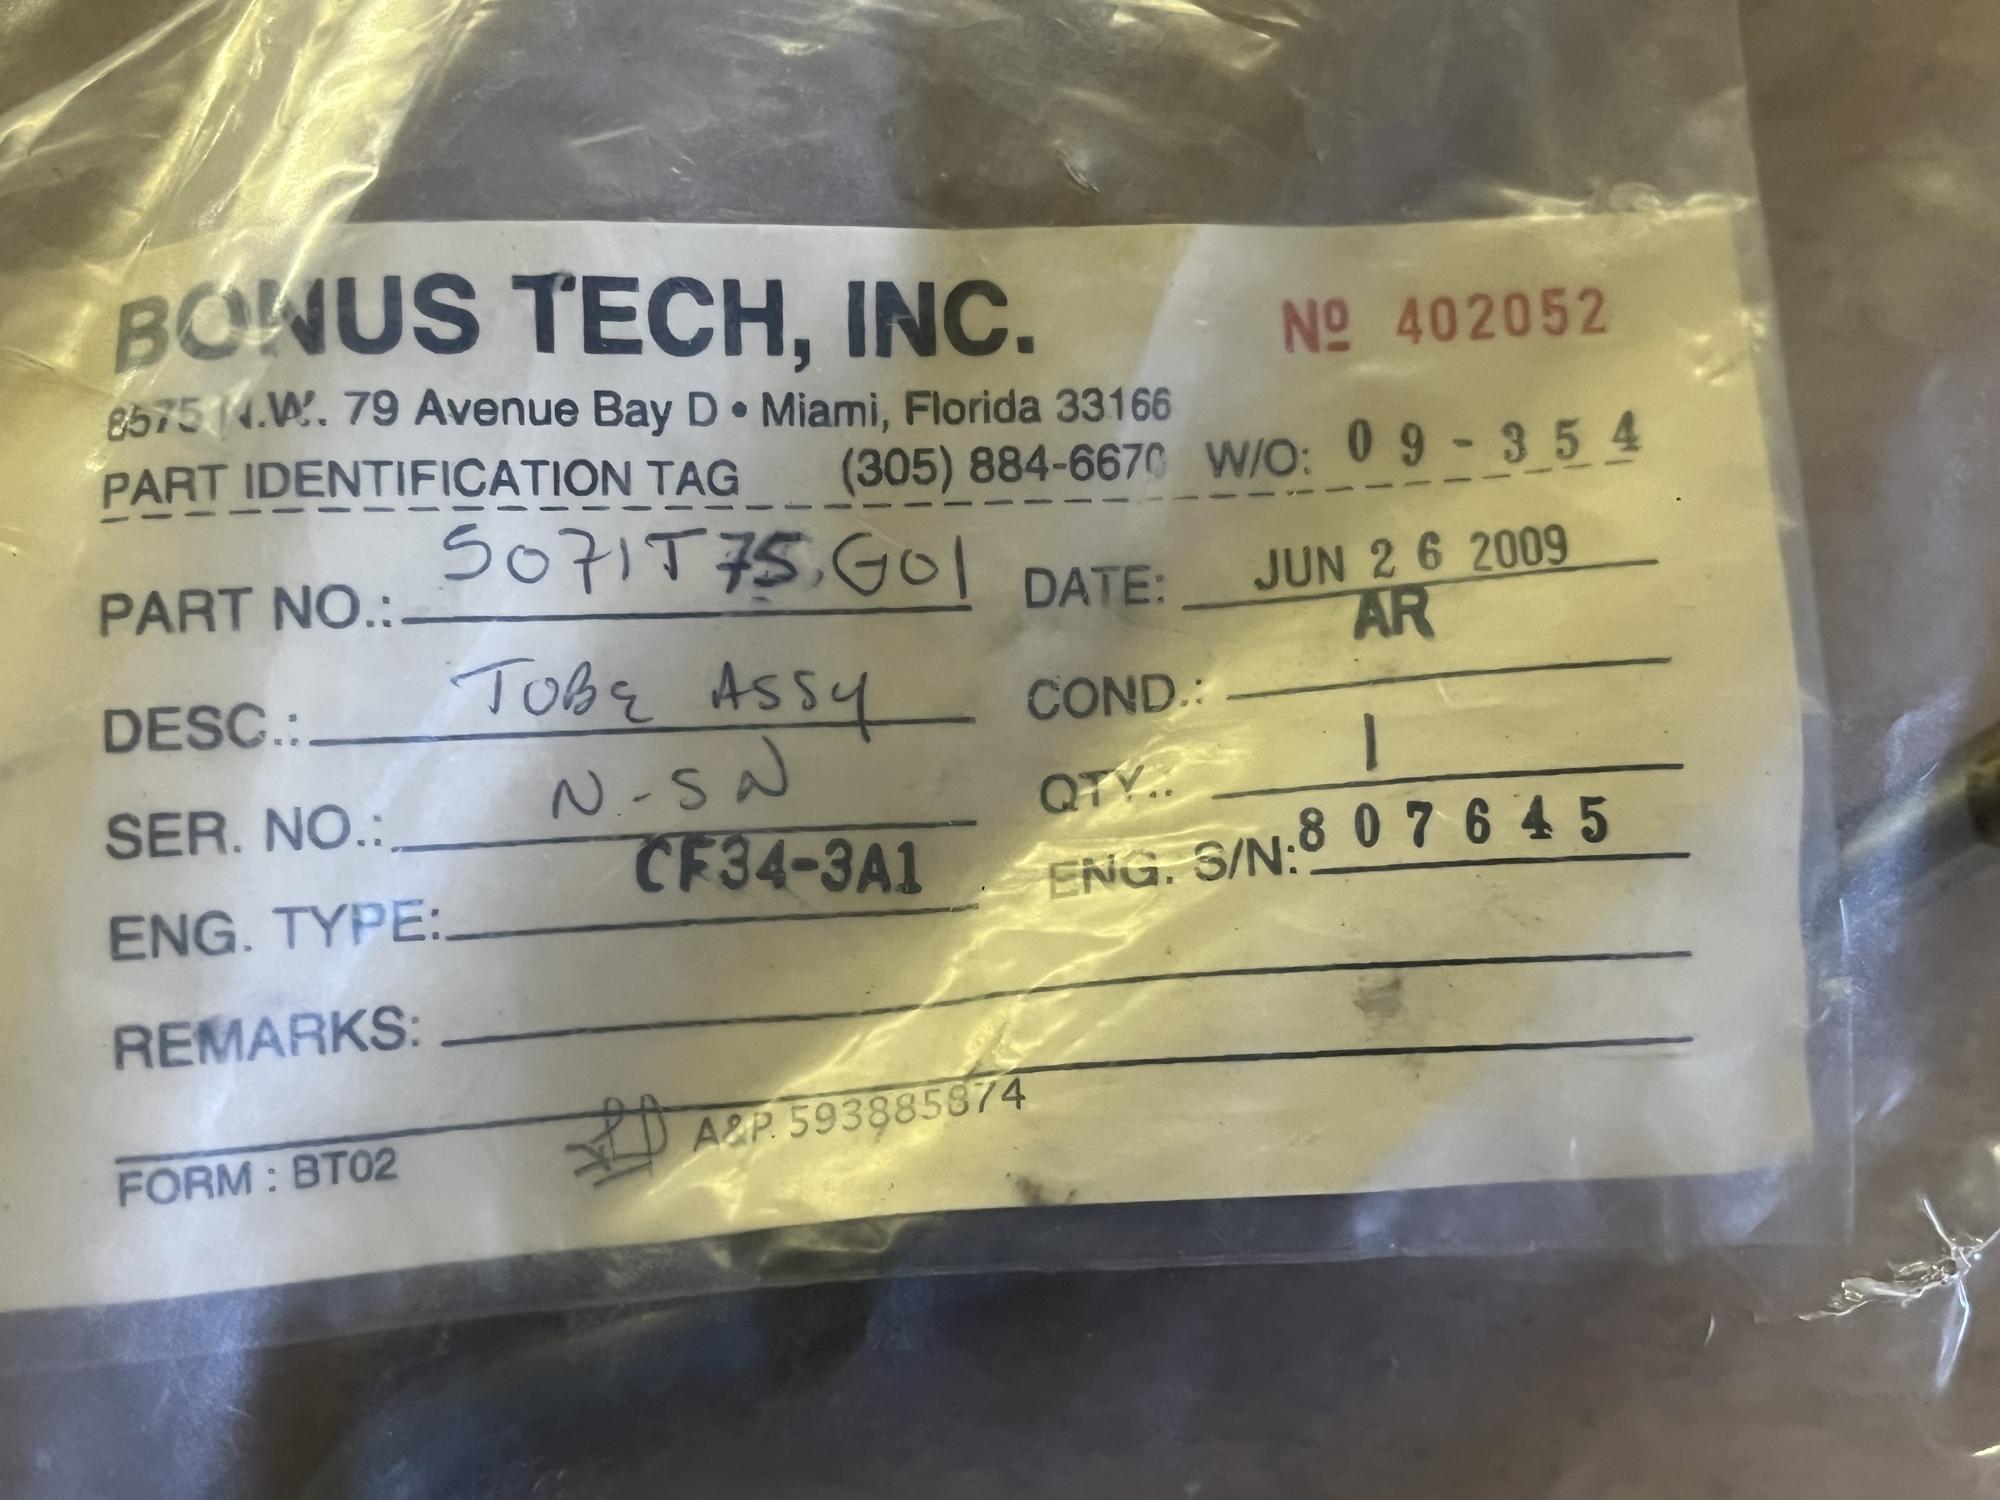 BONUS TECH, INC. Nº 402052
8575 N.W. 79 Avenue Bay D • Miami, Florida 33166
PART IDENTIFICATION TAG (305) 884-6670 W/O: 09-354
PART NO.: 5071T75.G01 DATE: JUN 26 2009
DESC.: TUBE ASSY COND.: AR
SER. NO.: N-SN QTY.: 1
ENG. TYPE: CF34-3A1 ENG. S/N: 807645
REMARKS:
A&P. 593885874
FORM : BT02